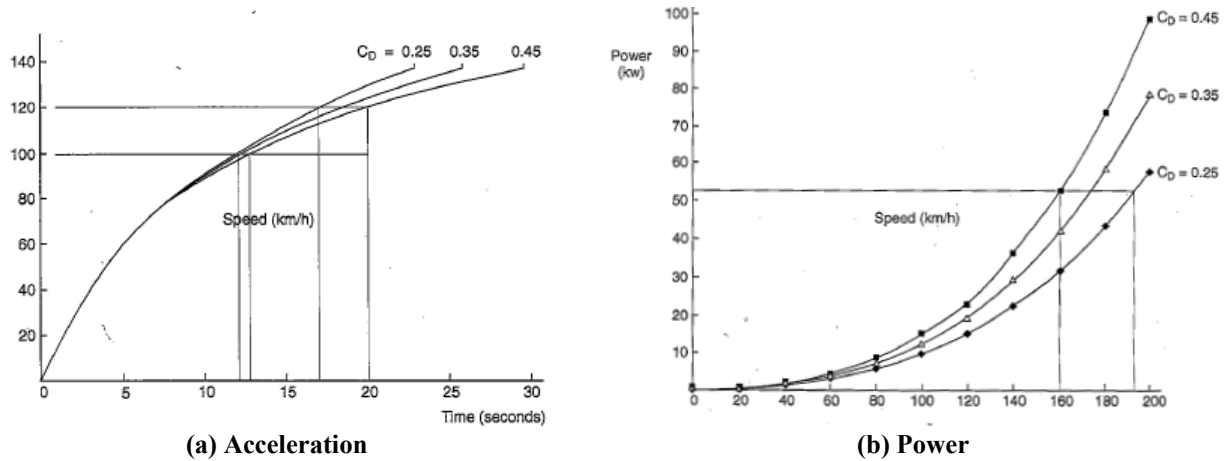 C_D = 0.25 0.35 0.45
140
120
100
80
60
40
20
Speed (km/h)
0 5 10 15 20 25 30
Time (seconds)
(a) Acceleration
Power
(kw)
100
90
80
70
60
50
40
30
20
10
C_D = 0.45
C_D = 0.35
C_D = 0.25
Speed (km/h)
0 20 40 60 80 100 120 140 160 180 200
(b) Power